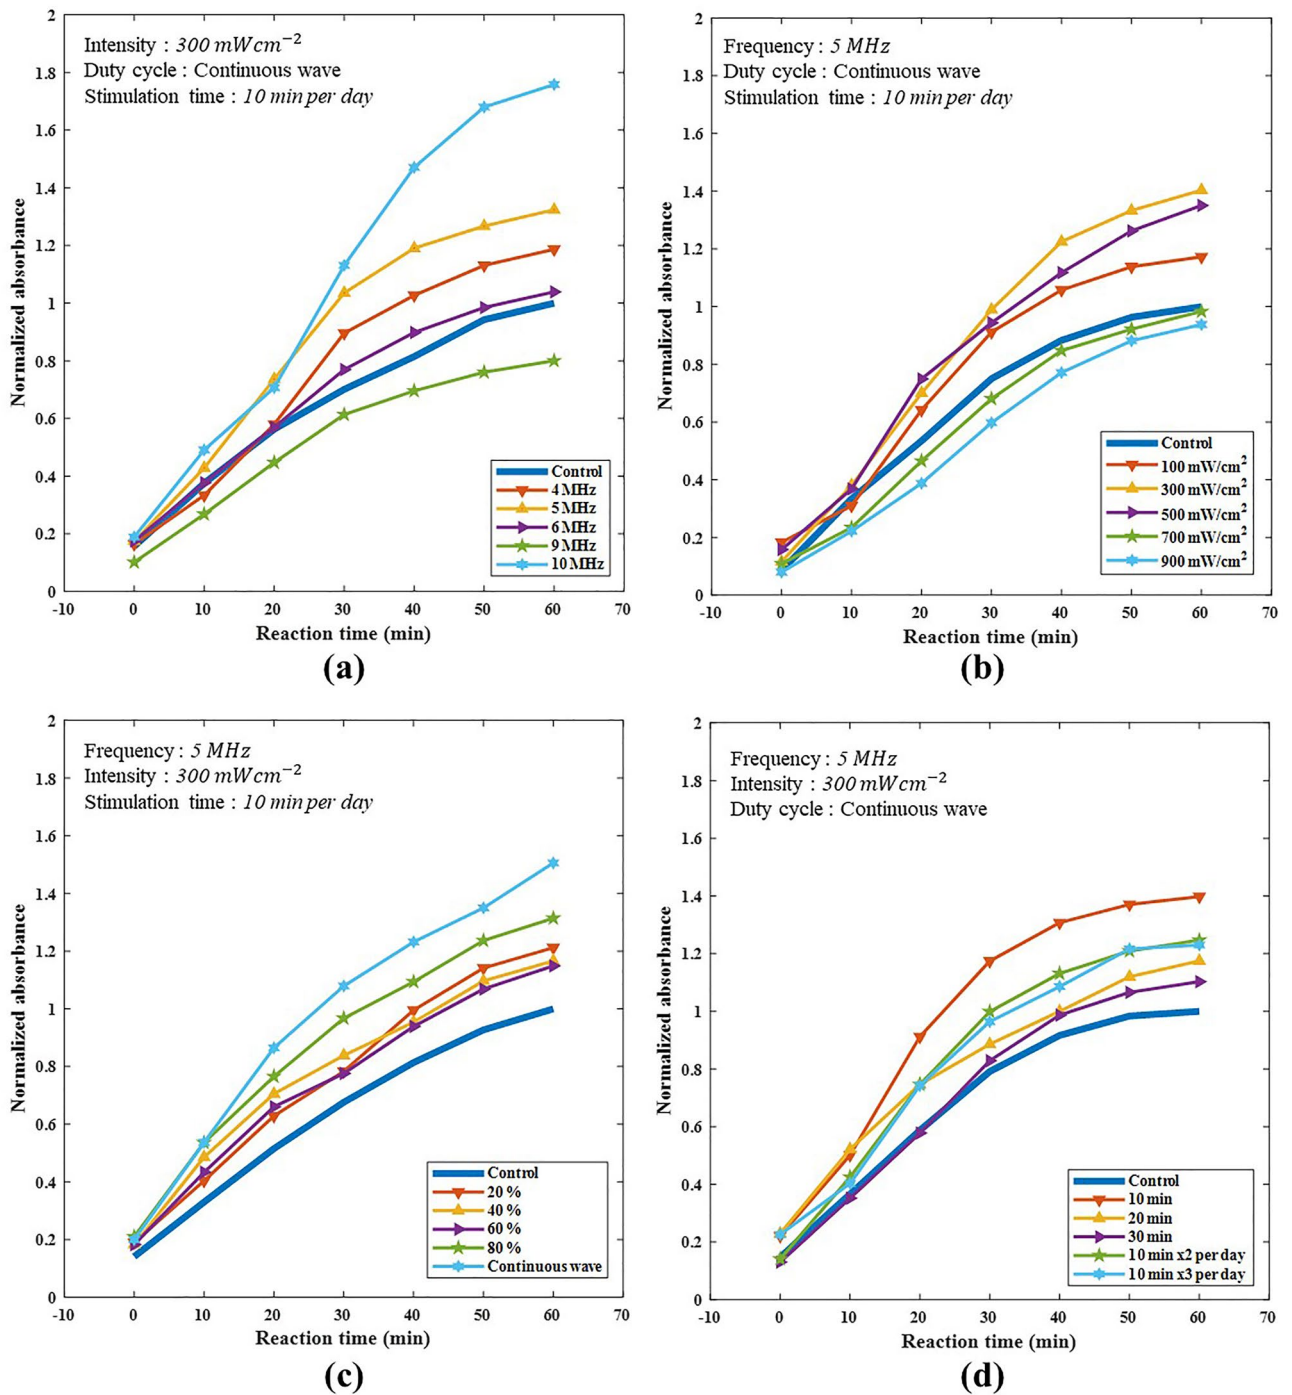 Intensity : 300 mWcm⁻²
Duty cycle : Continuous wave
Stimulation time : 10 min per day
2
1.8
1.6
1.4
1.2
1
0.8
0.6
0.4
0.2
0
Normalized absorbance
Control
4 MHz
5 MHz
6 MHz
9 MHz
10 MHz
-10 0 10 20 30 40 50 60 70
Reaction time (min)
(a)
Frequency : 5 MHz
Duty cycle : Continuous wave
Stimulation time : 10 min per day
2
1.8
1.6
1.4
1.2
1
0.8
0.6
0.4
0.2
0
Normalized absorbance
Control
100 mW/cm²
300 mW/cm²
500 mW/cm²
700 mW/cm²
900 mW/cm²
-10 0 10 20 30 40 50 60 70
Reaction time (min)
(b)
Frequency : 5 MHz
Intensity : 300 mWcm⁻²
Stimulation time : 10 min per day
2
1.8
1.6
1.4
1.2
1
0.8
0.6
0.4
0.2
0
Normalized absorbance
Control
20 %
40 %
60 %
80 %
Continuous wave
-10 0 10 20 30 40 50 60 70
Reaction time (min)
(c)
Frequency : 5 MHz
Intensity : 300 mWcm⁻²
Duty cycle : Continuous wave
2
1.8
1.6
1.4
1.2
1
0.8
0.6
0.4
0.2
0
Normalized absorbance
Control
10 min
20 min
30 min
10 min x2 per day
10 min x3 per day
-10 0 10 20 30 40 50 60 70
Reaction time (min)
(d)